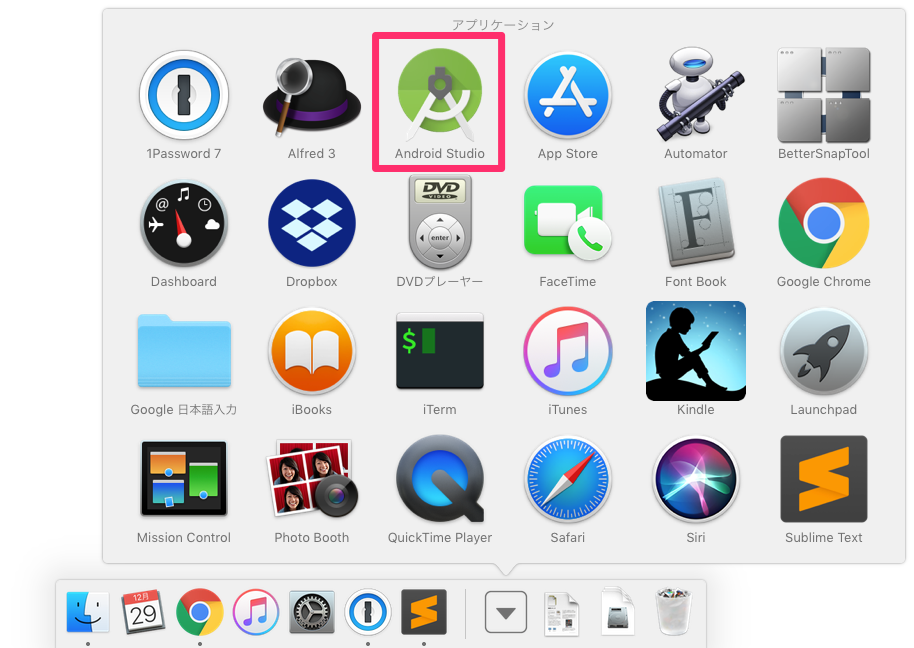 アプリケーション
1Password 7
Alfred 3
Android Studio
App Store
Automator
BetterSnapTool
DVD
VIDEO
enter
Dashboard
Dropbox
DVDプレーヤー
FaceTime
Font Book
Google Chrome
$
Google 日本語入力
iBooks
iTerm
iTunes
Kindle
Launchpad
Mission Control
Photo Booth
QuickTime Player
Safari
Siri
Sublime Text
12月
29